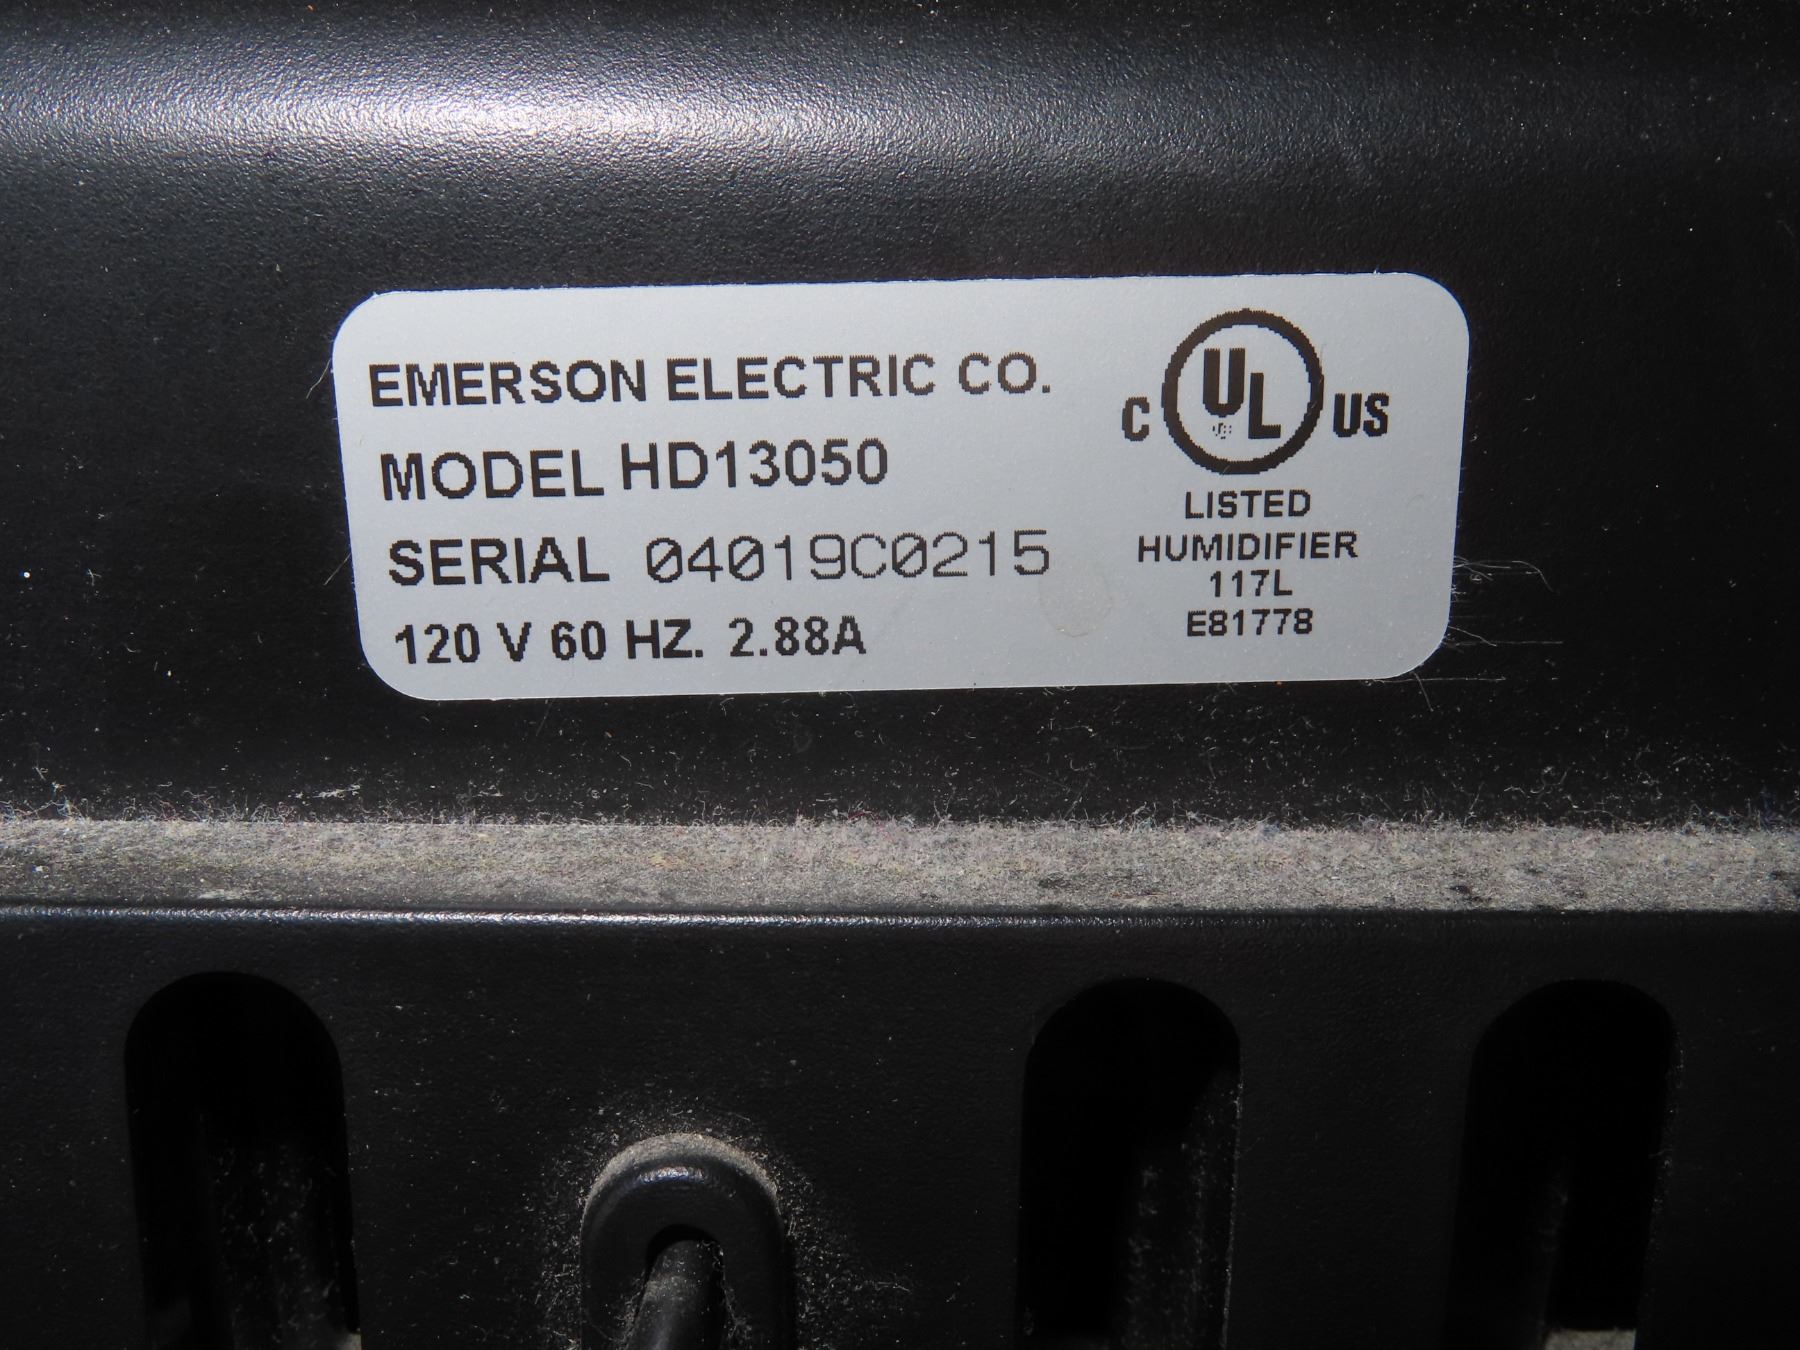 EMERSON ELECTRIC CO.
MODEL HD13050
SERIAL 04019C0215
120 V 60 HZ. 2.88A
C UL US
LISTED
HUMIDIFIER
117L
E81778